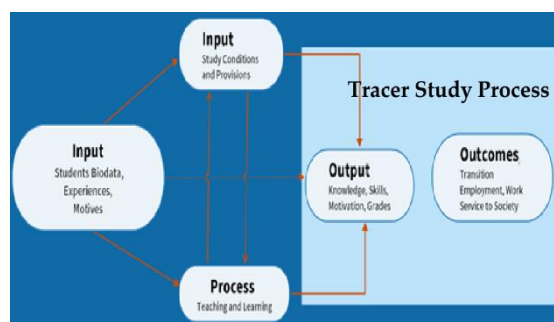 Input
Study Conditions
and Provisions
Tracer Study Process
Input
Students Biodata,
Experiences,
Motives
Output
Knowledge, Skills,
Motivation, Grades
Outcomes
Transition
Employment, Work
Service to Society
Process
Teaching and Learning